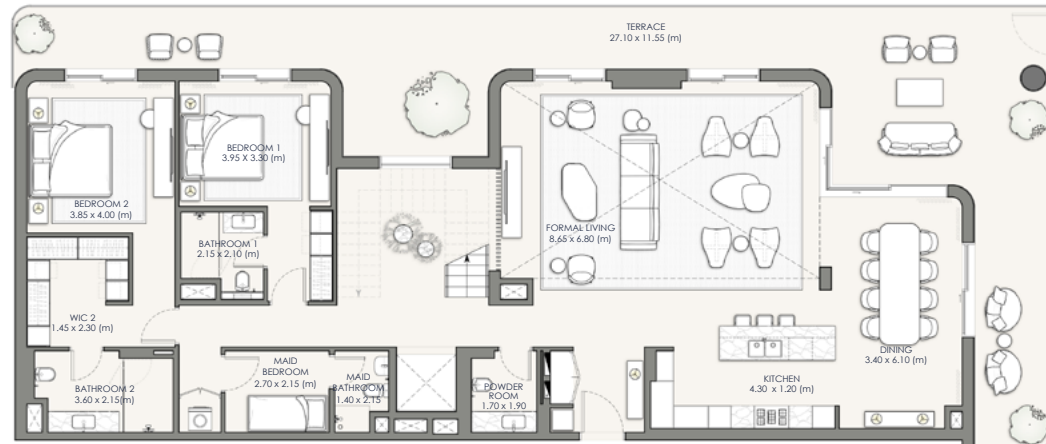 TERRACE
27.10 x 11.55 (m)
BEDROOM 1
3.95 X 3.30 (m)
BEDROOM 2
3.85 x 4.00 (m)
FORMAL LIVING
8.65 x 6.80 (m)
BATHROOM 1
2.15 x 2.10 (m)
WIC 2
1.45 x 2.30 (m)
DINING
3.40 x 6.10 (m)
MAID
BEDROOM
2.70 x 2.15 (m)
MAID
BATHROOM
1.40 x 2.15
KITCHEN
4.30 x 1.20 (m)
BATHROOM 2
3.60 x 2.15(m)
POWDER
ROOM
1.70 x 1.90